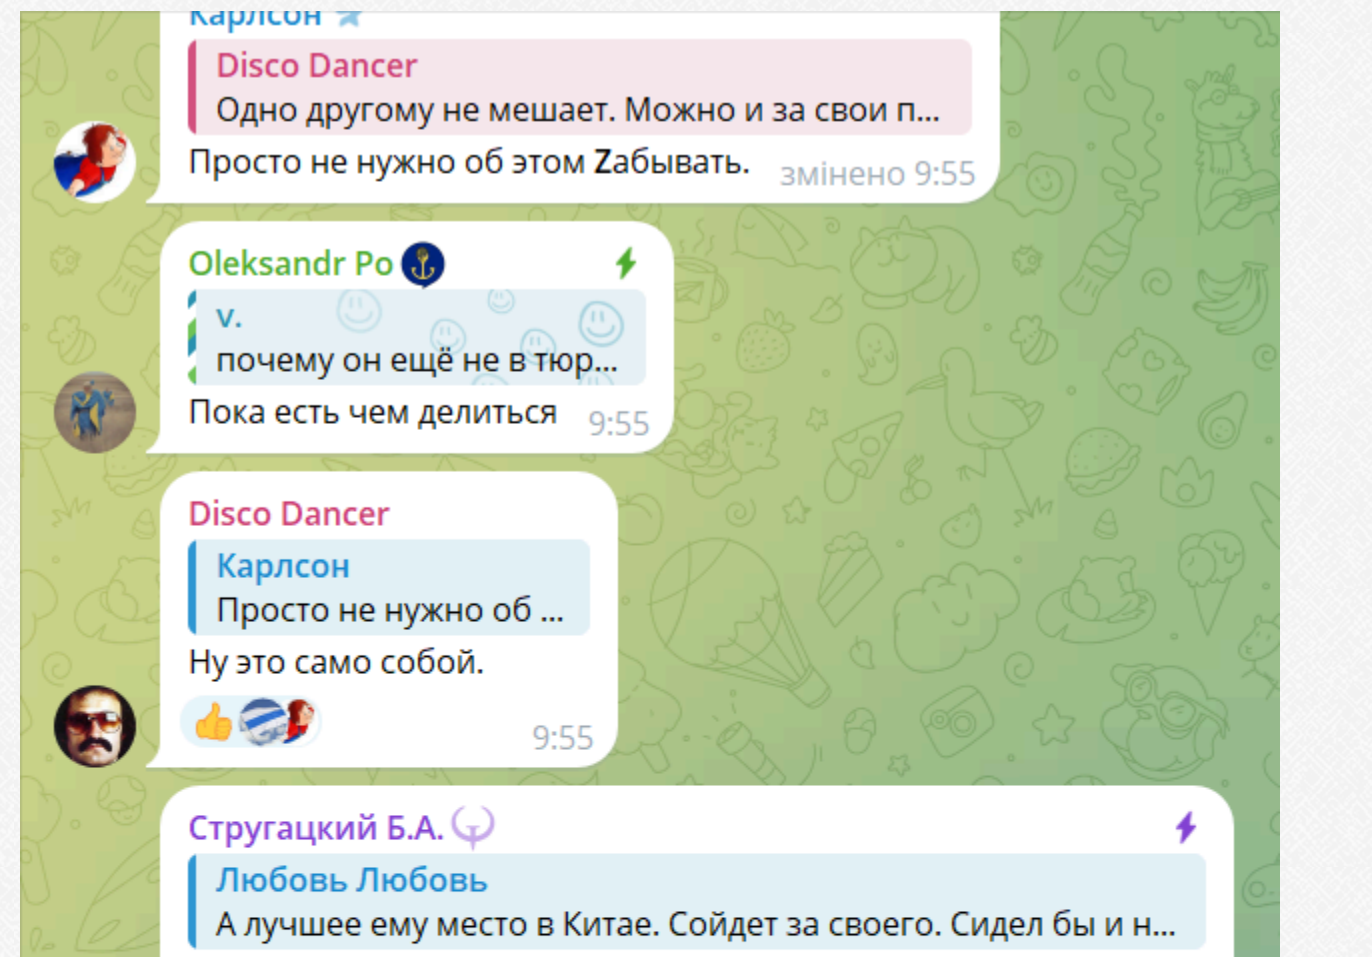 Карлсон
Disco Dancer
Одно другому не мешает. Можно и за свои п...
Просто не нужно об этом Zабывать.
змінено 9:55
Oleksandr Po
v.
почему он ещё не в тюр...
Пока есть чем делиться
9:55
Disco Dancer
Карлсон
Просто не нужно об ...
Ну это само собой.
9:55
Стругацкий Б.А.
Любовь Любовь
А лучшее ему место в Китае. Сойдет за своего. Сидел бы и н...